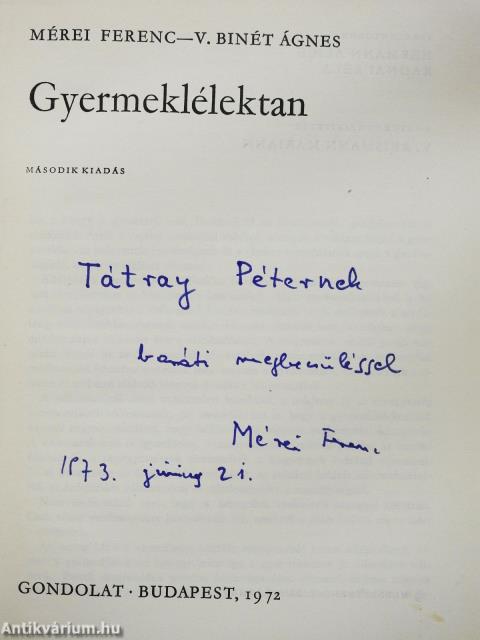 MÉREI FERENC—V. BINÉT ÁGNES
Gyermeklélektan
MÁSODIK KIADÁS
Tátray Péternek
baráti megbecsüléssel
Mérei Ferenc
1973. június 21.
GONDOLAT · BUDAPEST, 1972
Antikvárium.hu